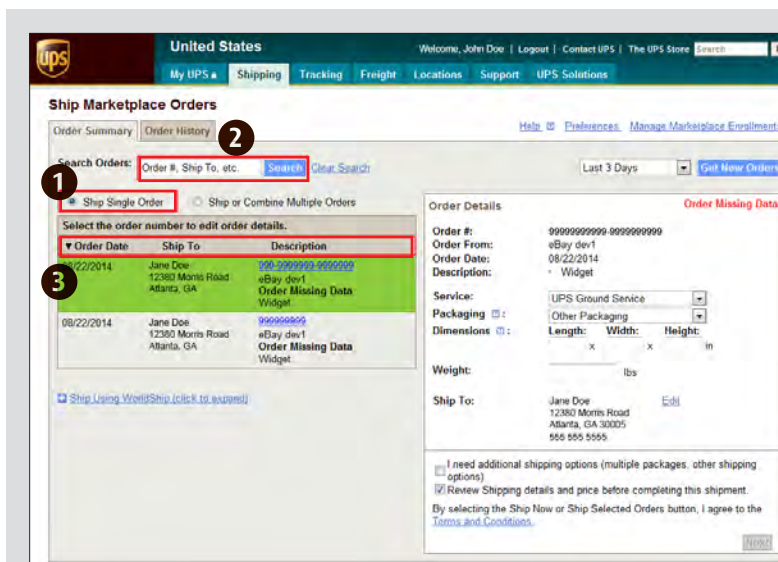 ups
United States
Welcome, John Doe | Logout | Contact UPS | The UPS Store Search
My UPS Shipping Tracking Freight Locations Support UPS Solutions
Ship Marketplace Orders
Order Summary Order History
2
Help Preferences Manage Marketplace Enrollment
Search Orders: Order #, Ship To, etc. Search Clear Search
Last 3 Days Get New Orders
1
Ship Single Order Ship or Combine Multiple Orders
Select the order number to edit order details.
▼ Order Date Ship To Description
3
08/22/2014 Jane Doe 999-9999999-9999999
12380 Morris Road eBay dev1
Atlanta, GA Order Missing Data
Widget
08/22/2014 Jane Doe 999999999
12380 Morris Road eBay dev1
Atlanta, GA Order Missing Data
Widget
Ship Using WorldShip (click to expand)
Order Details Order Missing Data
Order #: 99999999999-9999999999
Order From: eBay dev1
Order Date: 08/22/2014
Description: · Widget
Service: UPS Ground Service
Packaging : Other Packaging
Dimensions : Length: Width: Height:
x x in
Weight: lbs
Ship To: Jane Doe Edit
12380 Morris Road
Atlanta, GA 30005
555 555 5555
I need additional shipping options (multiple packages, other shipping
options)
Review Shipping details and price before completing this shipment.
By selecting the Ship Now or Ship Selected Orders button, I agree to the
Terms and Conditions.
Next